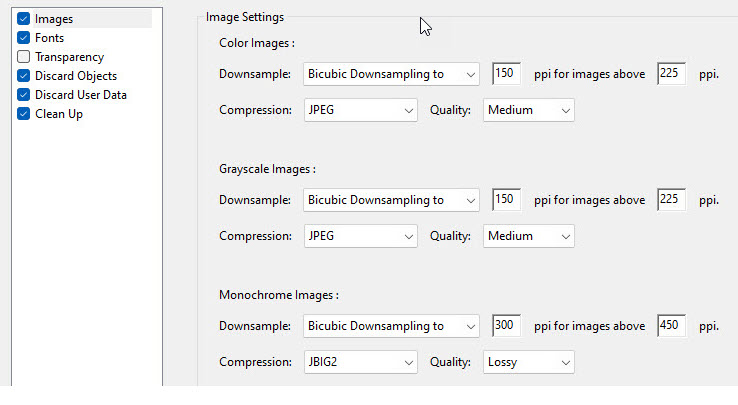 Images
Fonts
Transparency
Discard Objects
Discard User Data
Clean Up
Image Settings
Color Images :
Downsample: Bicubic Downsampling to 150 ppi for images above 225 ppi.
Compression: JPEG Quality: Medium
Grayscale Images :
Downsample: Bicubic Downsampling to 150 ppi for images above 225 ppi.
Compression: JPEG Quality: Medium
Monochrome Images :
Downsample: Bicubic Downsampling to 300 ppi for images above 450 ppi.
Compression: JBIG2 Quality: Lossy